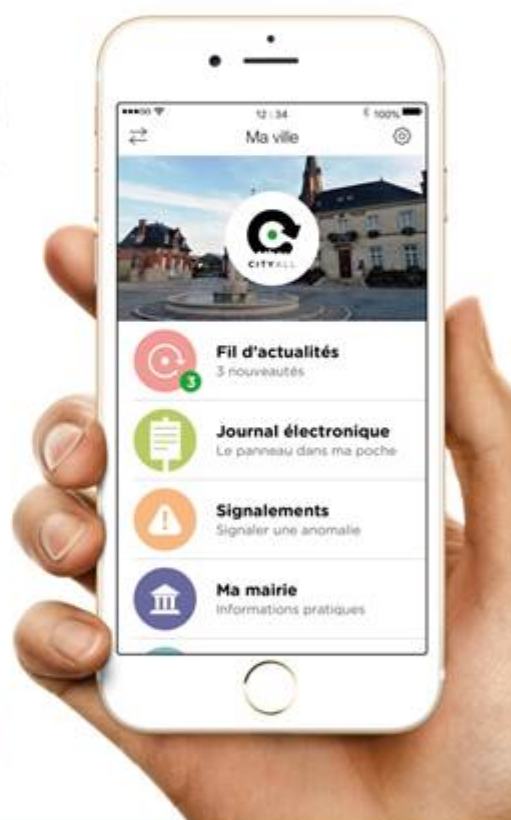 12:34
100%
Ma ville
CITYALL
Fil d'actualités
3 nouveautés
3
Journal électronique
Le panneau dans ma poche
Signalements
Signaler une anomalie
Ma mairie
Informations pratiques